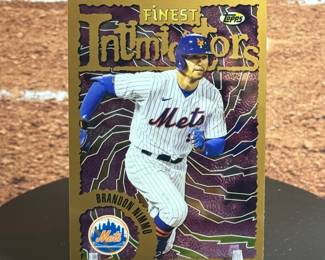 FINEST
Topps
Intimidators
Mets
BRANDON NIMMO
Mets